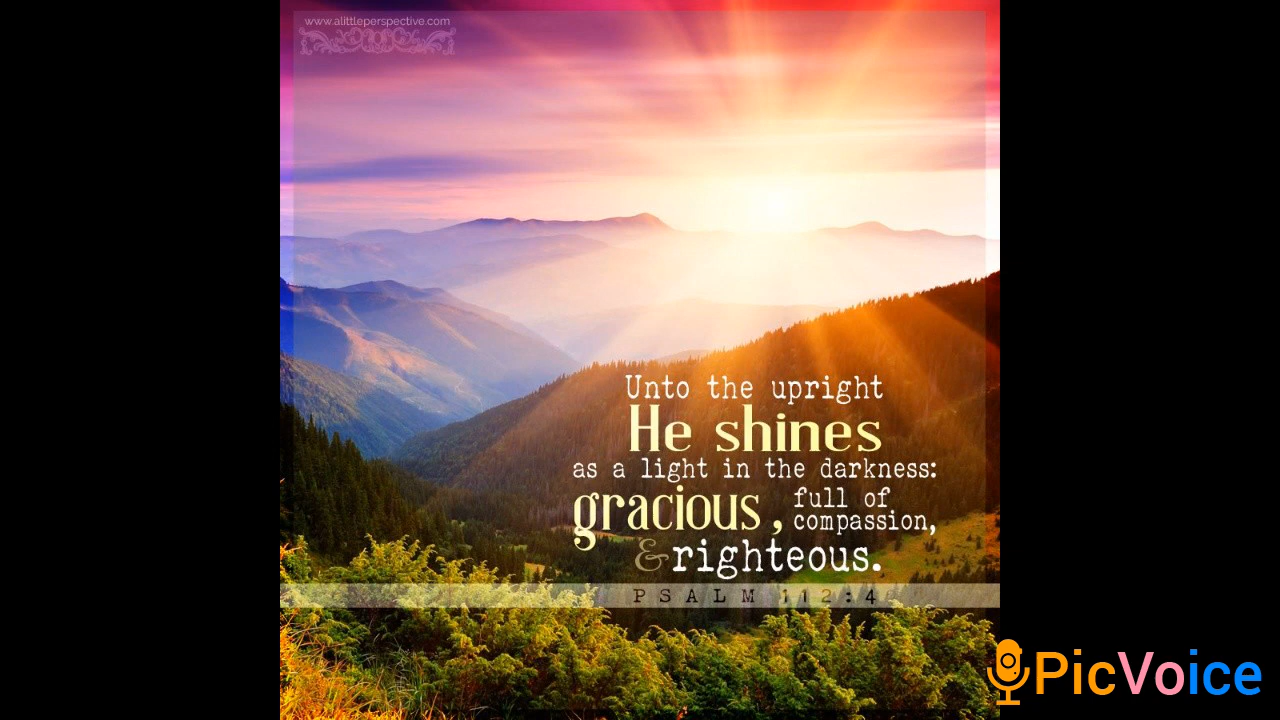 www.alittleperspective.com
Unto the upright
He shines
as a light in the darkness:
gracious, full of
compassion,
& righteous.
PSALM 112:4
PicVoice